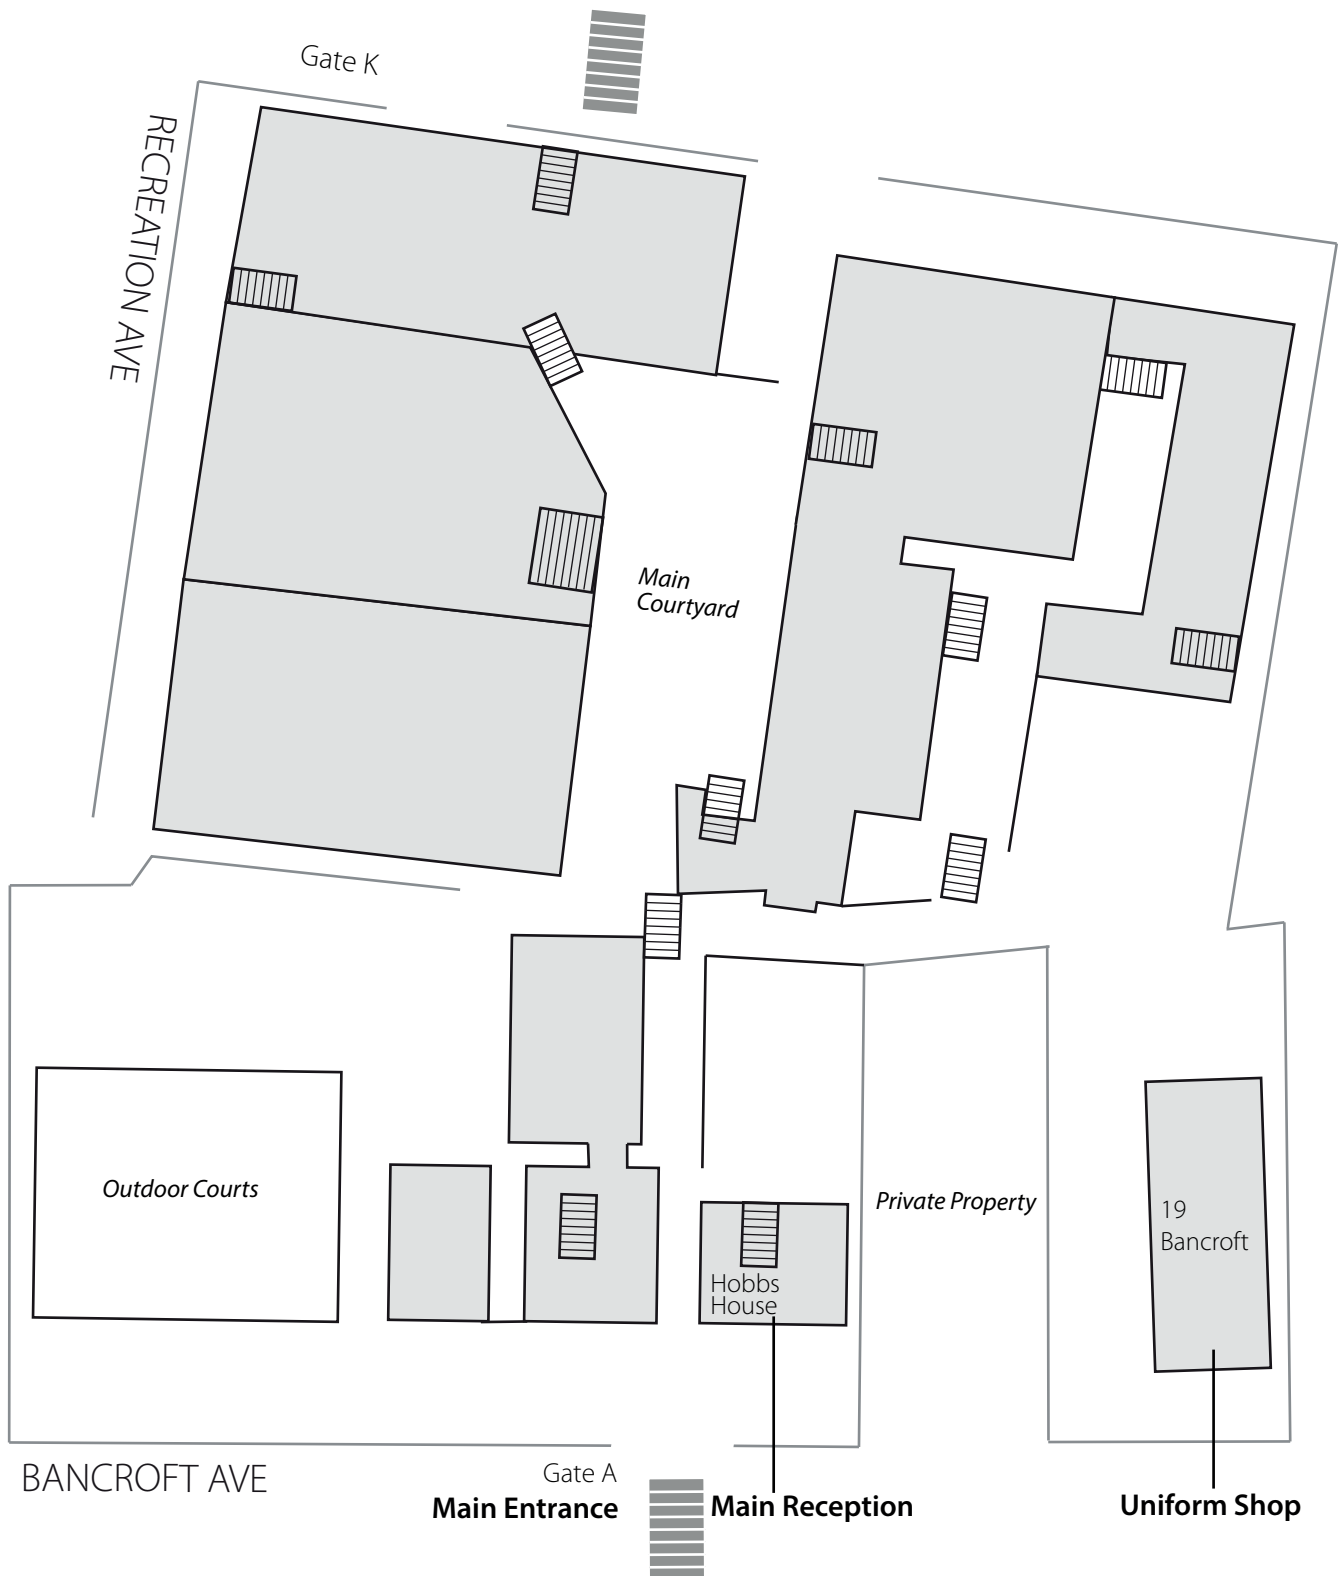 Gate K
RECREATION AVE
Main
Courtyard
Outdoor Courts
Private Property
19
Bancroft
Hobbs
House
BANCROFT AVE
Gate A
Main Entrance
Main Reception
Uniform Shop